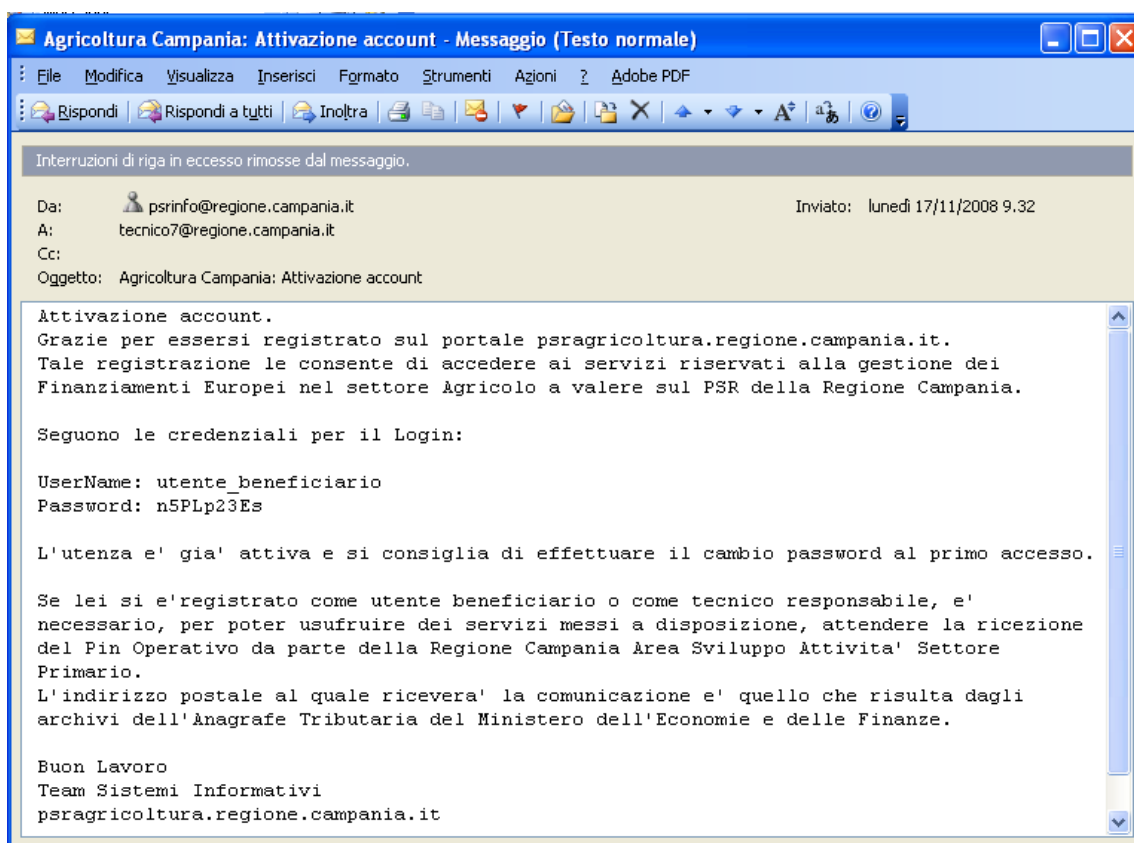 Agricoltura Campania: Attivazione account - Messaggio (Testo normale)
File Modifica Visualizza Inserisci Formato Strumenti Azioni ? Adobe PDF
Rispondi Rispondi a tutti Inoltra
Interruzioni di riga in eccesso rimosse dal messaggio.
Da: psrinfo@regione.campania.it Inviato: lunedì 17/11/2008 9.32
A: tecnico7@regione.campania.it
Cc:
Oggetto: Agricoltura Campania: Attivazione account
Attivazione account.
Grazie per essersi registrato sul portale psragricoltura.regione.campania.it.
Tale registrazione le consente di accedere ai servizi riservati alla gestione dei
Finanziamenti Europei nel settore Agricolo a valere sul PSR della Regione Campania.
Seguono le credenziali per il Login:
UserName: utente_beneficiario
Password: n5PLp23Es
L'utenza e' gia' attiva e si consiglia di effettuare il cambio password al primo accesso.
Se lei si e'registrato come utente beneficiario o come tecnico responsabile, e'
necessario, per poter usufruire dei servizi messi a disposizione, attendere la ricezione
del Pin Operativo da parte della Regione Campania Area Sviluppo Attivita' Settore
Primario.
L'indirizzo postale al quale ricevera' la comunicazione e' quello che risulta dagli
archivi dell'Anagrafe Tributaria del Ministero dell'Economie e delle Finanze.
Buon Lavoro
Team Sistemi Informativi
psragricoltura.regione.campania.it